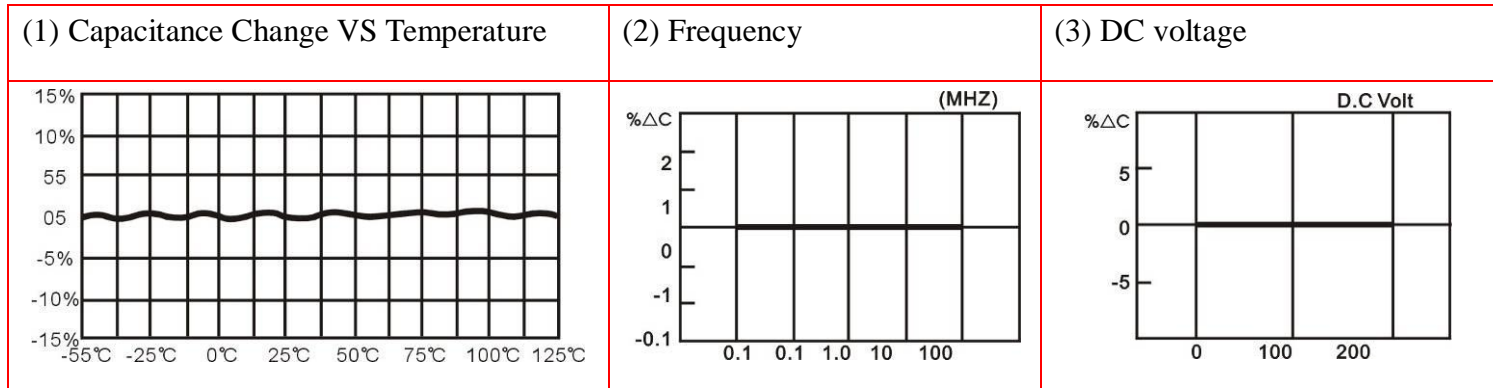 (1) Capacitance Change VS Temperature
(2) Frequency
(3) DC voltage
15%
10%
55
05
-5%
-10%
-15%
-55℃ -25℃ 0℃ 25℃ 50℃ 75℃ 100℃ 125℃
(MHZ)
%△C
2
1
0
-1
-0.1
0.1 0.1 1.0 10 100
D.C Volt
%△C
5
0
-5
0 100 200